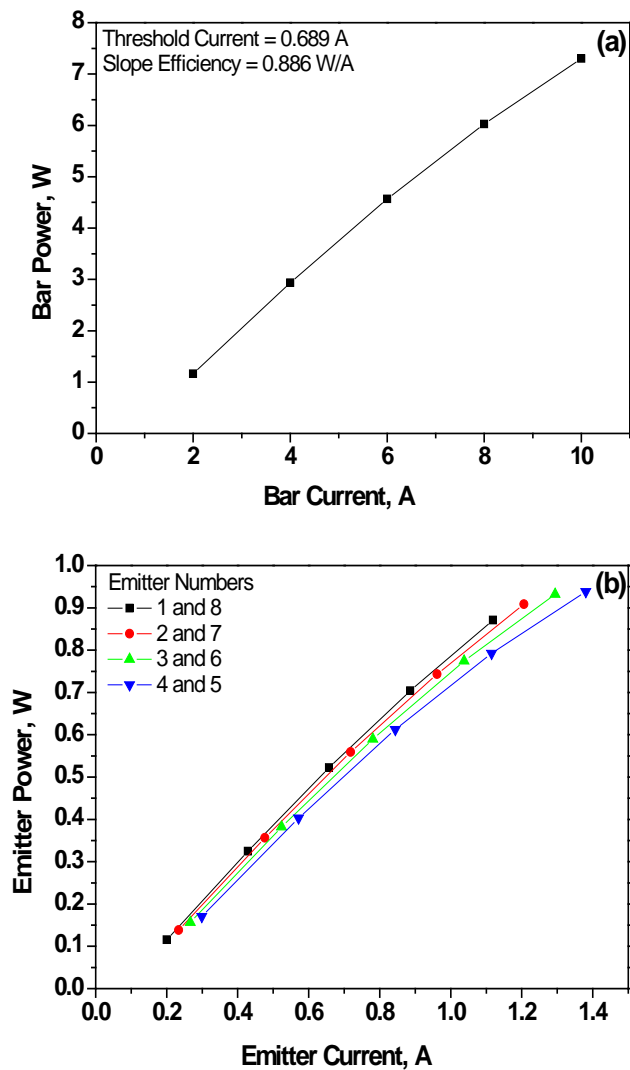 Threshold Current = 0.689 A
Slope Efficiency = 0.886 W/A
(a)
8
7
6
5
4
3
2
1
0
Bar Power, W
0 2 4 6 8 10
Bar Current, A
Emitter Numbers
1 and 8
2 and 7
3 and 6
4 and 5
(b)
1.0
0.9
0.8
0.7
0.6
0.5
0.4
0.3
0.2
0.1
0.0
Emitter Power, W
0.0 0.2 0.4 0.6 0.8 1.0 1.2 1.4
Emitter Current, A